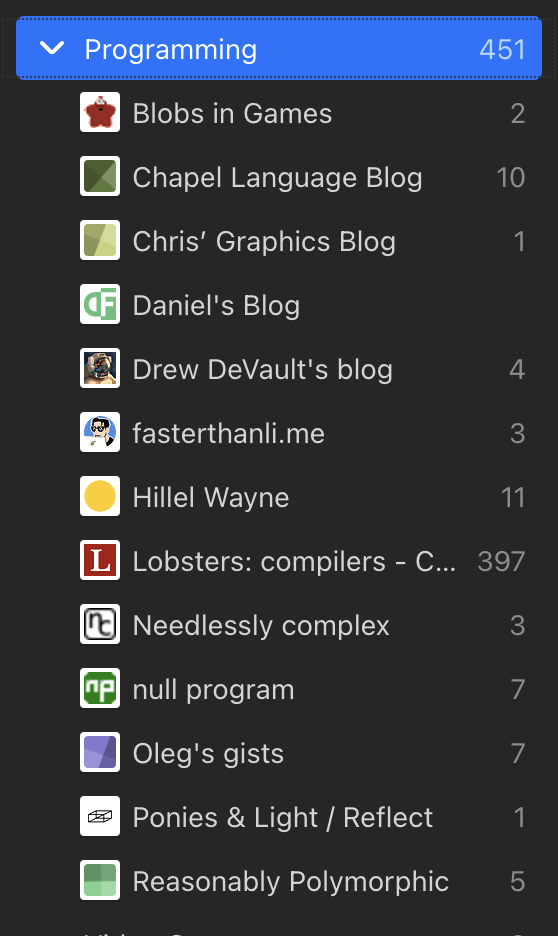 Programming 451
Blobs in Games 2
Chapel Language Blog 10
Chris’ Graphics Blog 1
Daniel's Blog
Drew DeVault's blog 4
fasterthanli.me 3
Hillel Wayne 11
L Lobsters: compilers - C... 397
nc Needlessly complex 3
np null program 7
Oleg's gists 7
Ponies & Light / Reflect 1
Reasonably Polymorphic 5